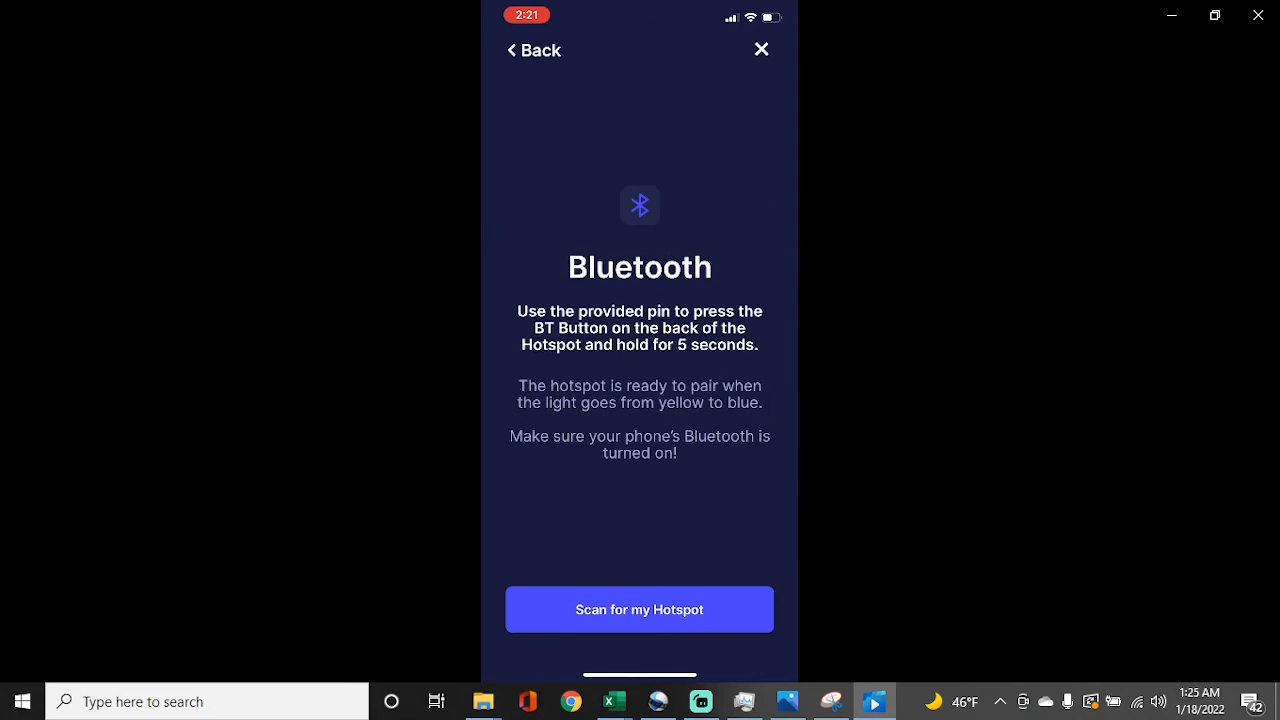 2:21
Back
Bluetooth
Use the provided pin to press the
BT Button on the back of the
Hotspot and hold for 5 seconds.
The hotspot is ready to pair when
the light goes from yellow to blue.
Make sure your phone's Bluetooth is
turned on!
Scan for my Hotspot
Type here to search
46°F
1:25 AM
1/18/2022
42